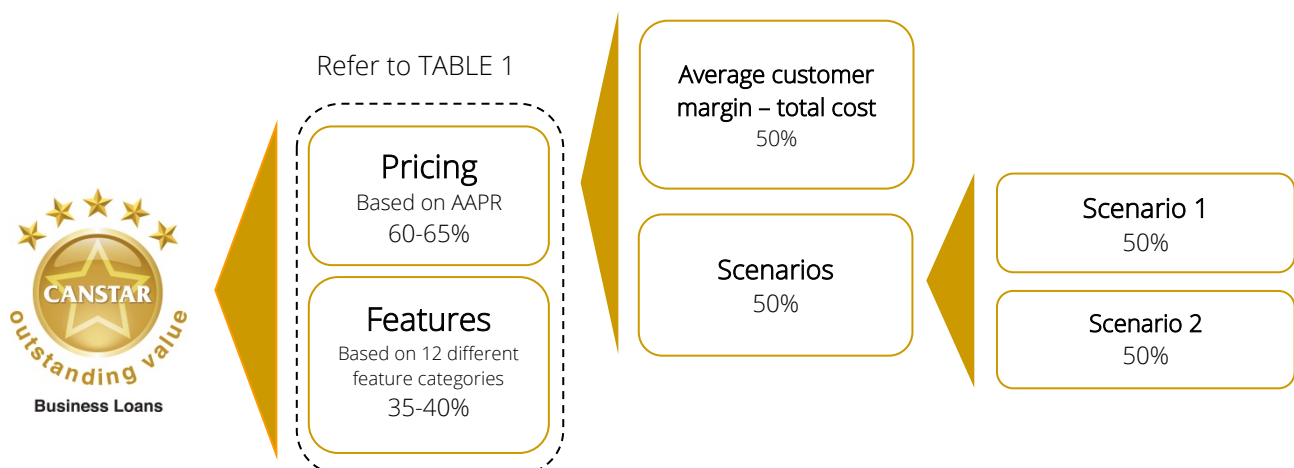 Refer to TABLE 1
Pricing
Based on AAPR
60-65%
Features
Based on 12 different
feature categories
35-40%
Average customer
margin – total cost
50%
Scenarios
50%
Scenario 1
50%
Scenario 2
50%
CANSTAR
outstanding value
Business Loans